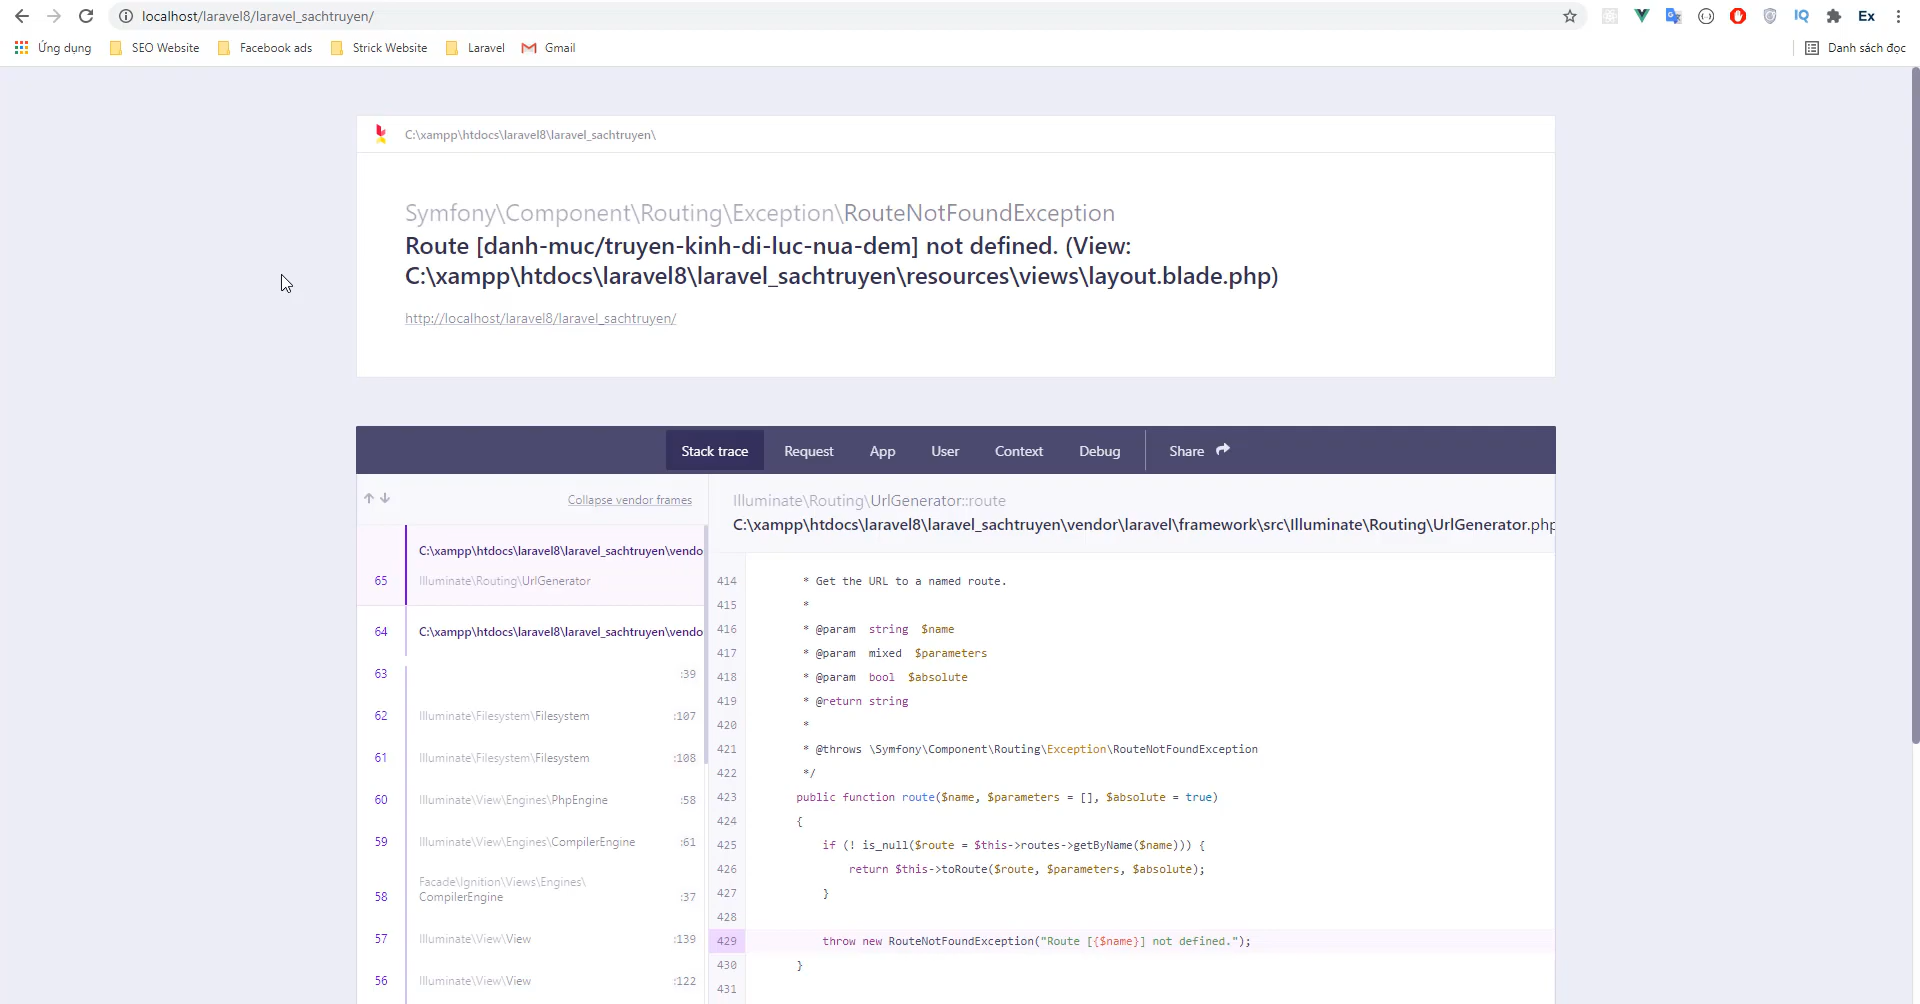 localhost/laravel8/laravel_sachtruyen/
Ex
Ứng dụng SEO Website Facebook ads Strick Website Laravel Gmail Danh sách đọc
C:\xampp\htdocs\laravel8\laravel_sachtruyen\
Symfony\Component\Routing\Exception\RouteNotFoundException
Route [danh-muc/truyen-kinh-di-luc-nua-dem] not defined. (View:
C:\xampp\htdocs\laravel8\laravel_sachtruyen\resources\views\layout.blade.php)
http://localhost/laravel8/laravel_sachtruyen/
Stack trace Request App User Context Debug Share
Collapse vendor frames
C:\xampp\htdocs\laravel8\laravel_sachtruyen\vendo
65 Illuminate\Routing\UrlGenerator
64 C:\xampp\htdocs\laravel8\laravel_sachtruyen\vendo
63 :39
62 Illuminate\Filesystem\Filesystem :107
61 Illuminate\Filesystem\Filesystem :108
60 Illuminate\View\Engines\PhpEngine :58
59 Illuminate\View\Engines\CompilerEngine :61
Facade\Ignition\Views\Engines\
58 CompilerEngine :37
57 Illuminate\View\View :139
56 Illuminate\View\View :122
Illuminate\Routing\UrlGenerator::route
C:\xampp\htdocs\laravel8\laravel_sachtruyen\vendor\laravel\framework\src\Illuminate\Routing\UrlGenerator.php
414 * Get the URL to a named route.
415 *
416 * @param string $name
417 * @param mixed $parameters
418 * @param bool $absolute
419 * @return string
420 *
421 * @throws \Symfony\Component\Routing\Exception\RouteNotFoundException
422 */
423 public function route($name, $parameters = [], $absolute = true)
424 {
425 if (! is_null($route = $this->routes->getByName($name))) {
426 return $this->toRoute($route, $parameters, $absolute);
427 }
428
429 throw new RouteNotFoundException("Route [{$name}] not defined.");
430 }
431